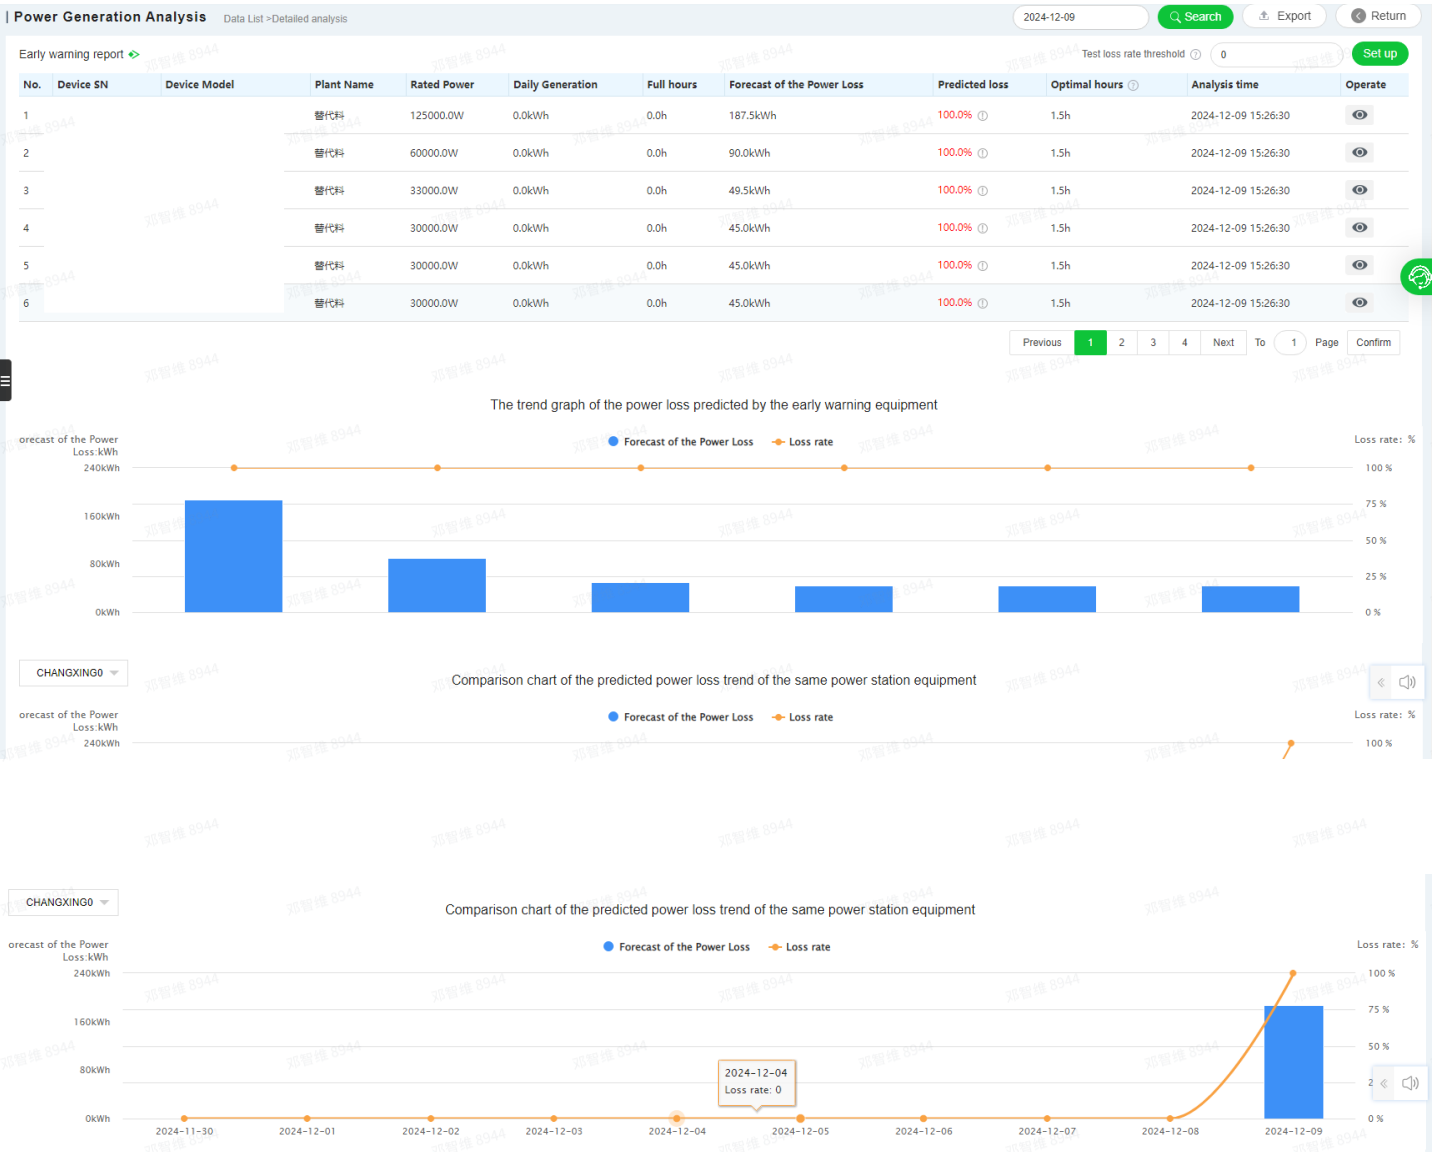 Power Generation Analysis
Data List >Detailed analysis
2024-12-09
Search
Export
Return
Early warning report
Test loss rate threshold
0
Set up
No. Device SN Device Model Plant Name Rated Power Daily Generation Full hours Forecast of the Power Loss Predicted loss Optimal hours Analysis time Operate
1 替代料 125000.0W 0.0kWh 0.0h 187.5kWh 100.0% 1.5h 2024-12-09 15:26:30
2 替代料 60000.0W 0.0kWh 0.0h 90.0kWh 100.0% 1.5h 2024-12-09 15:26:30
3 替代料 33000.0W 0.0kWh 0.0h 49.5kWh 100.0% 1.5h 2024-12-09 15:26:30
4 替代料 30000.0W 0.0kWh 0.0h 45.0kWh 100.0% 1.5h 2024-12-09 15:26:30
5 替代料 30000.0W 0.0kWh 0.0h 45.0kWh 100.0% 1.5h 2024-12-09 15:26:30
6 替代料 30000.0W 0.0kWh 0.0h 45.0kWh 100.0% 1.5h 2024-12-09 15:26:30
Previous 1 2 3 4 Next To 1 Page Confirm
The trend graph of the power loss predicted by the early warning equipment
Forecast of the Power Loss Loss rate
orecast of the Power
Loss:kWh
Loss rate: %
240kWh
160kWh
80kWh
0kWh
100 %
75 %
50 %
25 %
0 %
CHANGXING0
Comparison chart of the predicted power loss trend of the same power station equipment
Forecast of the Power Loss Loss rate
orecast of the Power
Loss:kWh
Loss rate: %
240kWh
100 %
CHANGXING0
Comparison chart of the predicted power loss trend of the same power station equipment
Forecast of the Power Loss Loss rate
orecast of the Power
Loss:kWh
Loss rate: %
240kWh
160kWh
80kWh
0kWh
100 %
75 %
50 %
2
0 %
2024-12-04
Loss rate: 0
2024-11-30 2024-12-01 2024-12-02 2024-12-03 2024-12-04 2024-12-05 2024-12-06 2024-12-07 2024-12-08 2024-12-09
邓智维 8944